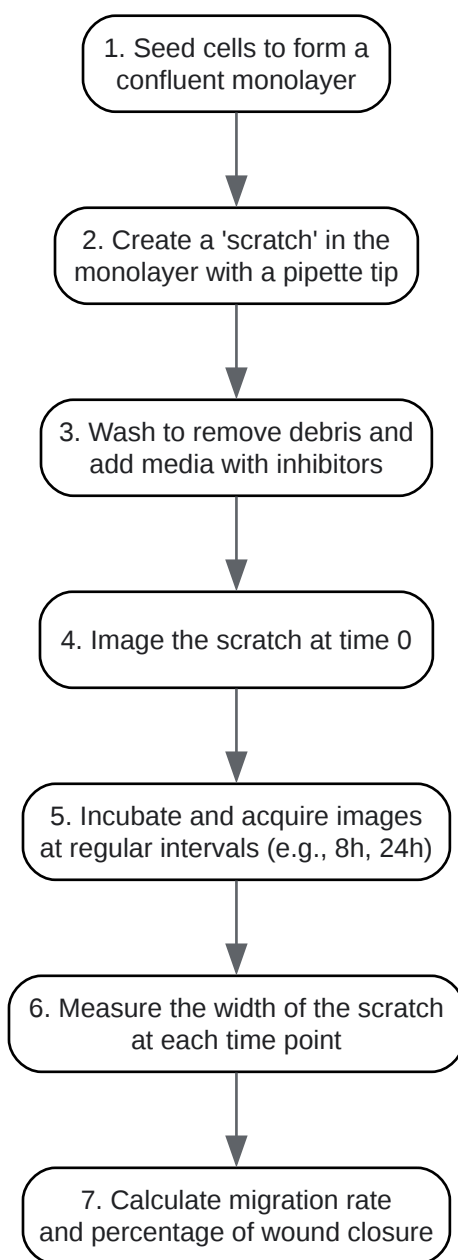 1. Seed cells to form a
confluent monolayer
2. Create a 'scratch' in the
monolayer with a pipette tip
3. Wash to remove debris and
add media with inhibitors
4. Image the scratch at time 0
5. Incubate and acquire images
at regular intervals (e.g., 8h, 24h)
6. Measure the width of the scratch
at each time point
7. Calculate migration rate
and percentage of wound closure